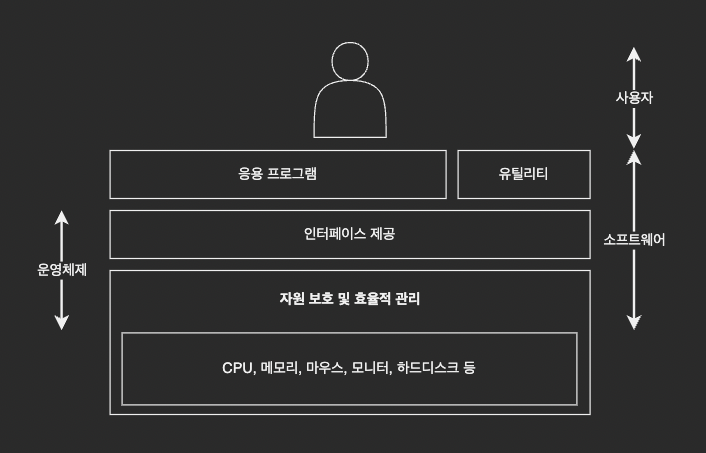 사용자
응용 프로그램
유틸리티
인터페이스 제공
소프트웨어
운영체제
자원 보호 및 효율적 관리
CPU, 메모리, 마우스, 모니터, 하드디스크 등